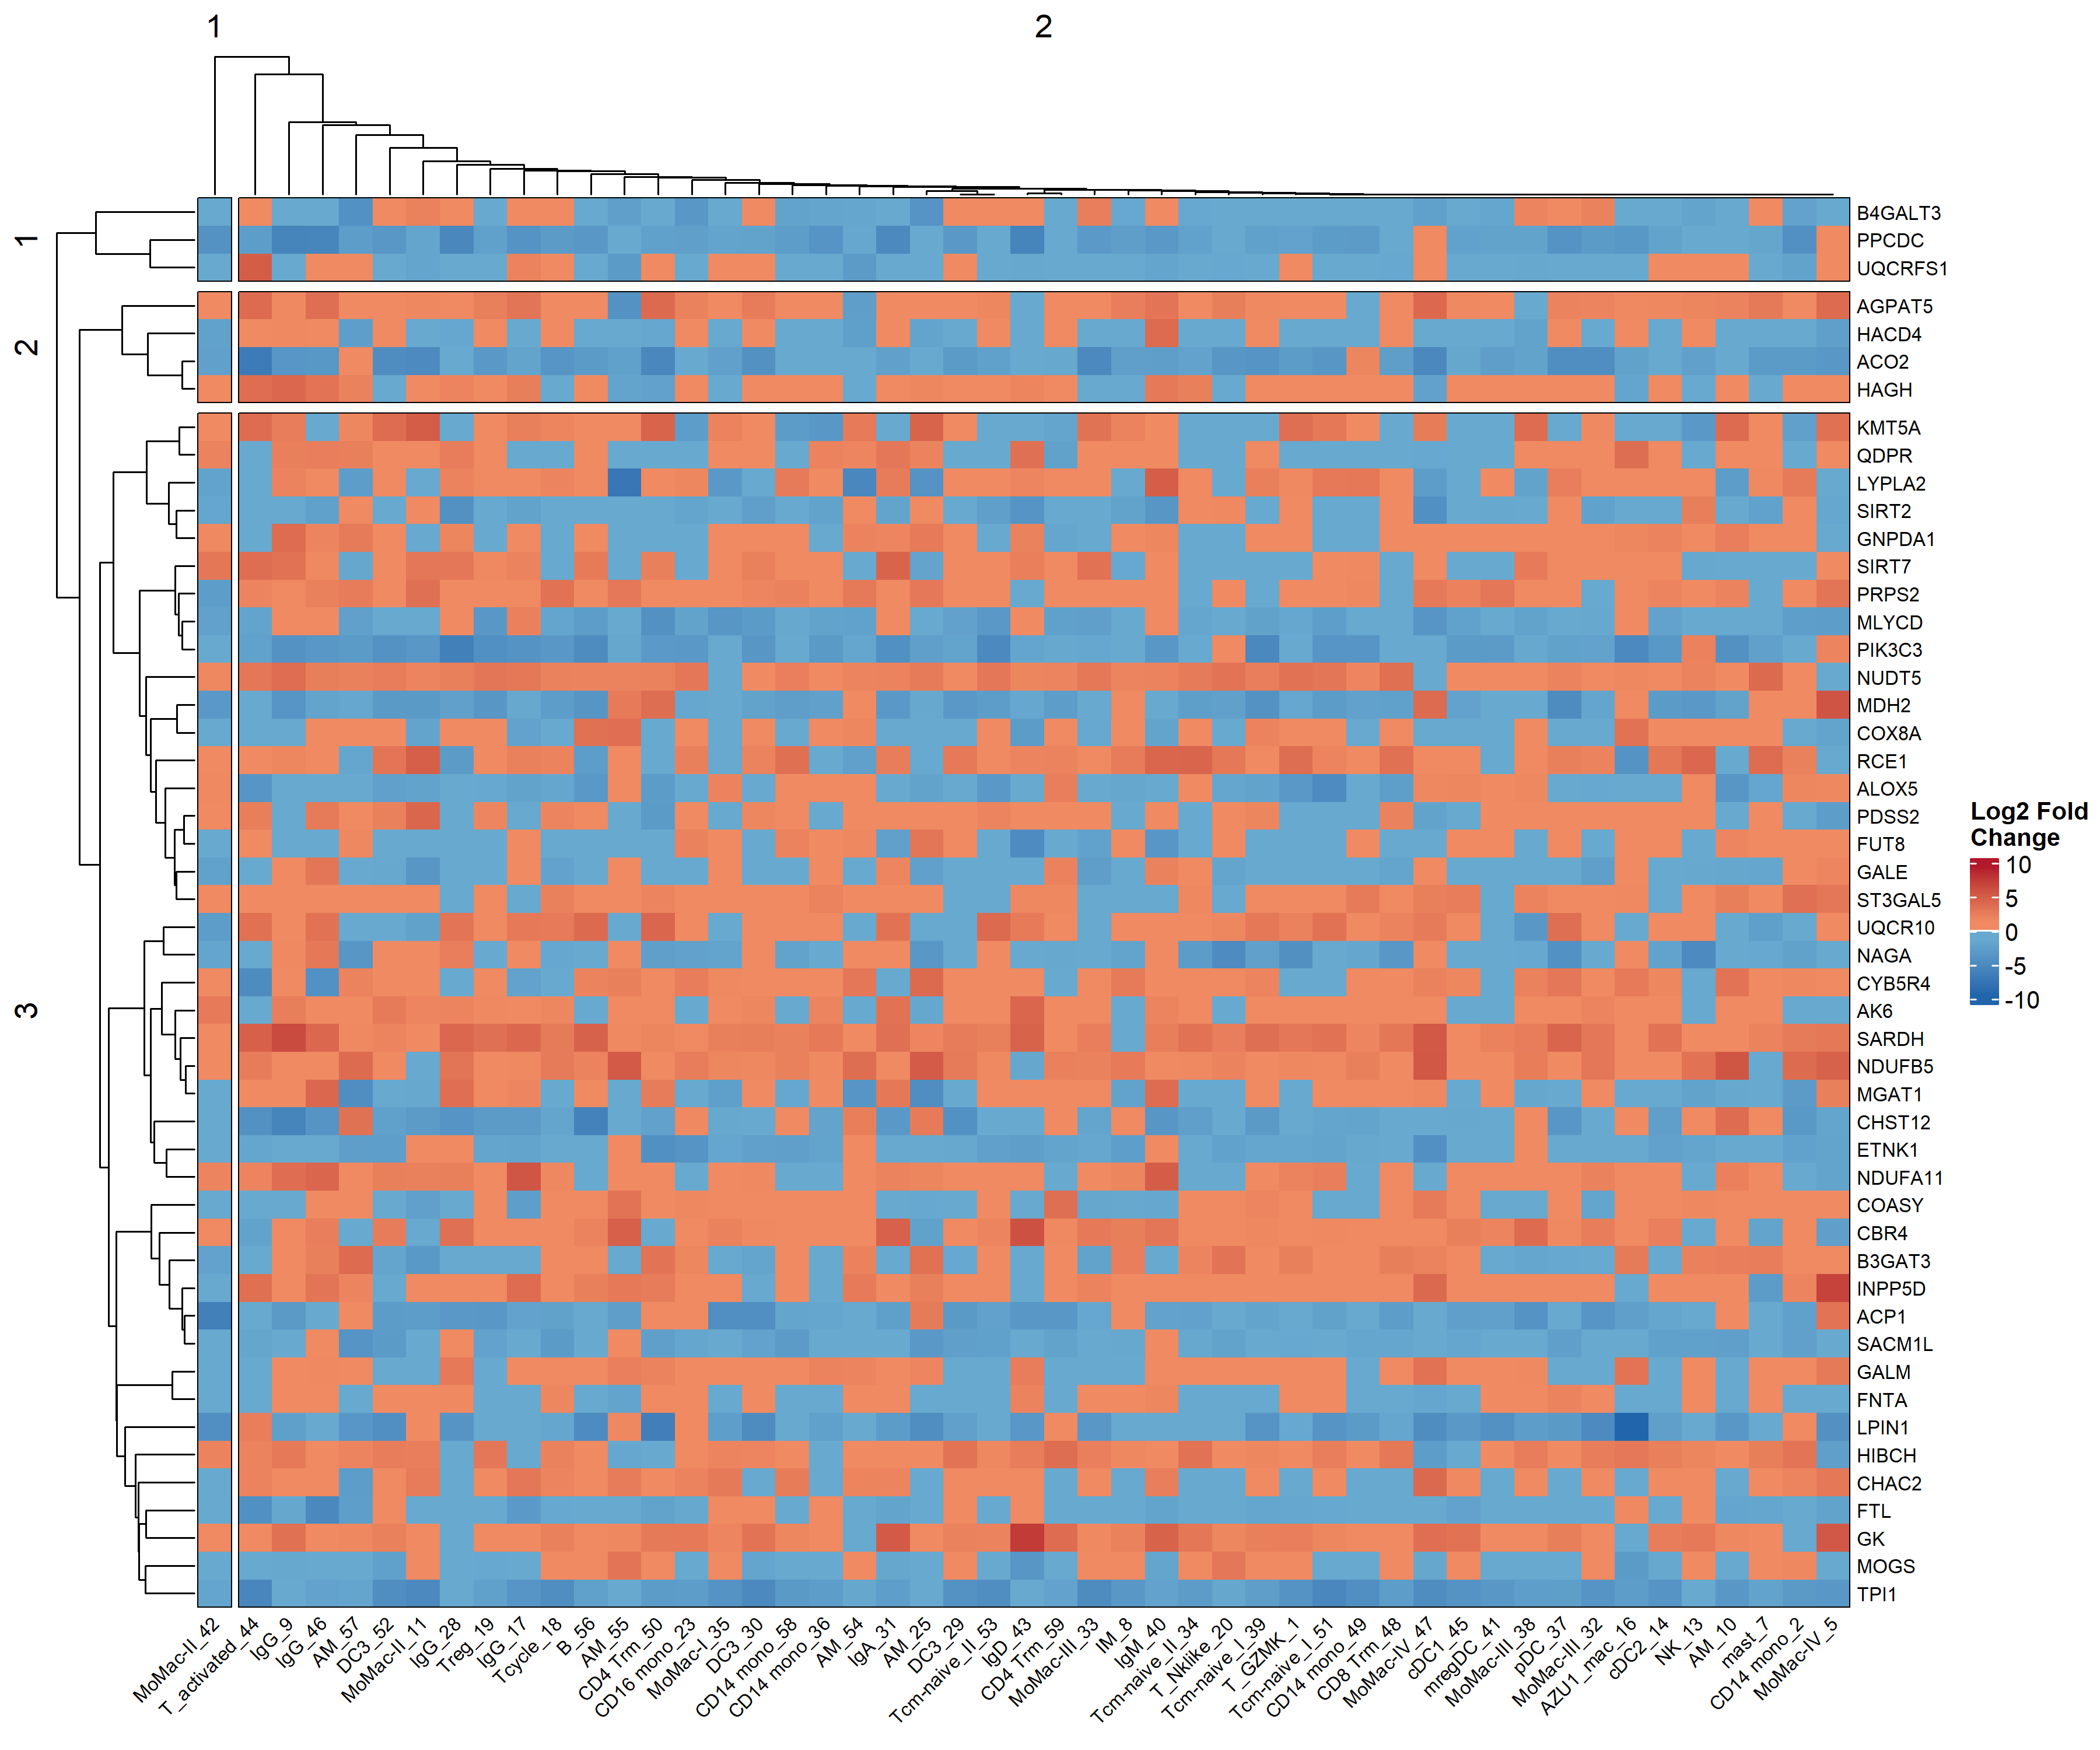 1
2
1
2
3
B4GALT3
PPCDC
UQCRFS1
AGPAT5
HACD4
ACO2
HAGH
KMT5A
QDPR
LYPLA2
SIRT2
GNPDA1
SIRT7
PRPS2
MLYCD
PIK3C3
NUDT5
MDH2
COX8A
RCE1
ALOX5
PDSS2
FUT8
GALE
ST3GAL5
UQCR10
NAGA
CYB5R4
AK6
SARDH
NDUFB5
MGAT1
CHST12
ETNK1
NDUFA11
COASY
CBR4
B3GAT3
INPP5D
ACP1
SACM1L
GALM
FNTA
LPIN1
HIBCH
CHAC2
FTL
GK
MOGS
TPI1
MoMac-II_42
T_activated_44
IgG_9
IgG_46
AM_57
DC3_52
MoMac-II_11
IgG_28
Treg_19
IgG_17
Tcycle_18
B_56
AM_55
CD4 Trm_50
CD16 mono_23
MoMac-I_35
DC3_30
CD14 mono_58
CD14 mono_36
AM_54
IgA_31
AM_25
DC3_29
Tcm-naive_II_53
IgD_43
CD4 Trm_59
MoMac-III_33
IM_8
IgM_40
Tcm-naive_II_34
T_Nklike_20
Tcm-naive_I_39
T_GZMK_1
Tcm-naive_I_51
CD14 mono_49
CD8 Trm_48
MoMac-IV_47
cDC1_45
mregDC_41
MoMac-III_38
pDC_37
MoMac-III_32
AZU1_mac_16
cDC2_14
NK_13
AM_10
mast_7
CD14 mono_2
MoMac-IV_5
Log2 Fold
Change
10
5
0
-5
-10